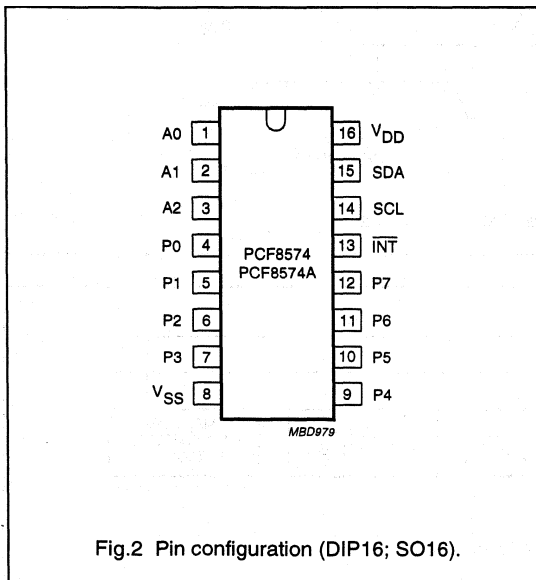 A0 1 16 VDD
A1 2 15 SDA
A2 3 14 SCL
P0 4 13 INT
PCF8574
PCF8574A
P1 5 12 P7
P2 6 11 P6
P3 7 10 P5
VSS 8 9 P4
MBD979
Fig.2 Pin configuration (DIP16; SO16).